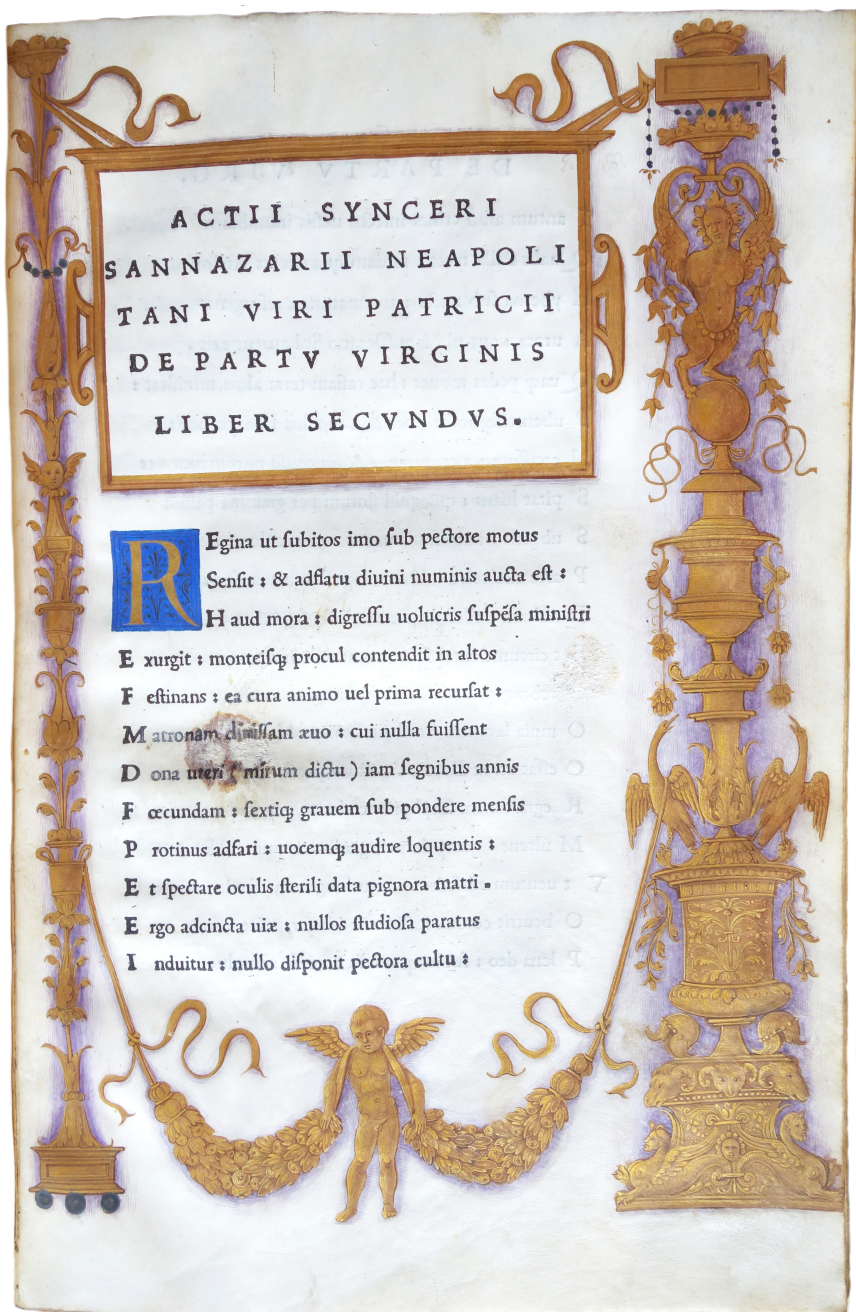 ACTII SYNCERI
SANNAZARII NEAPOLI
TANI VIRI PATRICII
DE PARTV VIRGINIS
LIBER SECVNDVS.
REgina ut ſubitos imo ſub pectore motus
Senſit : & adflatu diuini numinis aucta eſt :
Haud mora : digreſſu uolucris ſuſpẽſa miniſtri
Exurgit : monteiſqꝫ procul contendit in altos
Feſtinans : ea cura animo uel prima recurſat :
Matronam dimiſſam æuo : cui nulla fuiſſent
Dona uteri (mirum dictu) iam ſegnibus annis
Fœcundam : ſextiqꝫ grauem ſub pondere menſis
Protinus adfari : uocemqꝫ audire loquentis :
Et ſpectare oculis ſterili data pignora matri.
Ergo adcincta uiæ : nullos ſtudioſa paratus
Induitur : nullo diſponit pectora cultu :